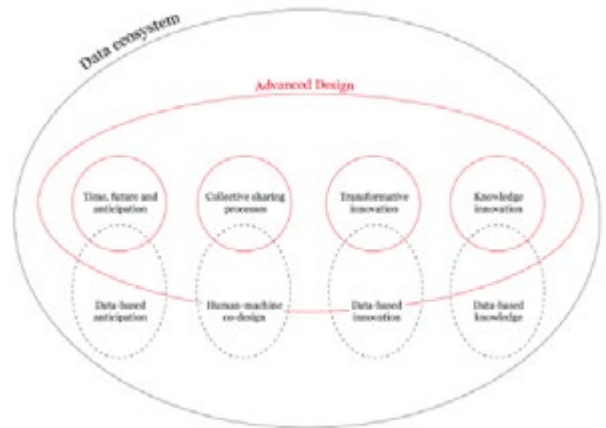 Data ecosystem
Advanced Design
Time, future and
anticipation
Collective sharing
processes
Transformative
innovation
Knowledge
innovation
Data-based
anticipation
Human-machine
co-design
Data-based
innovation
Data-based
knowledge